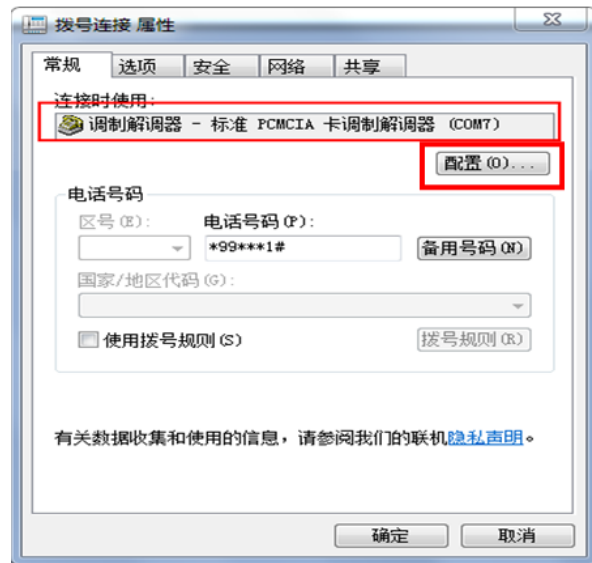 拨号连接 属性
常规 选项 安全 网络 共享
连接时使用:
调制解调器 - 标准 PCMCIA 卡调制解调器 (COM7)
配置(O)...
电话号码
区号(E): 电话号码(P):
*99***1# 备用号码(N)
国家/地区代码(G):
使用拨号规则(S) 拨号规则(R)
有关数据收集和使用的信息，请参阅我们的联机隐私声明。
确定 取消